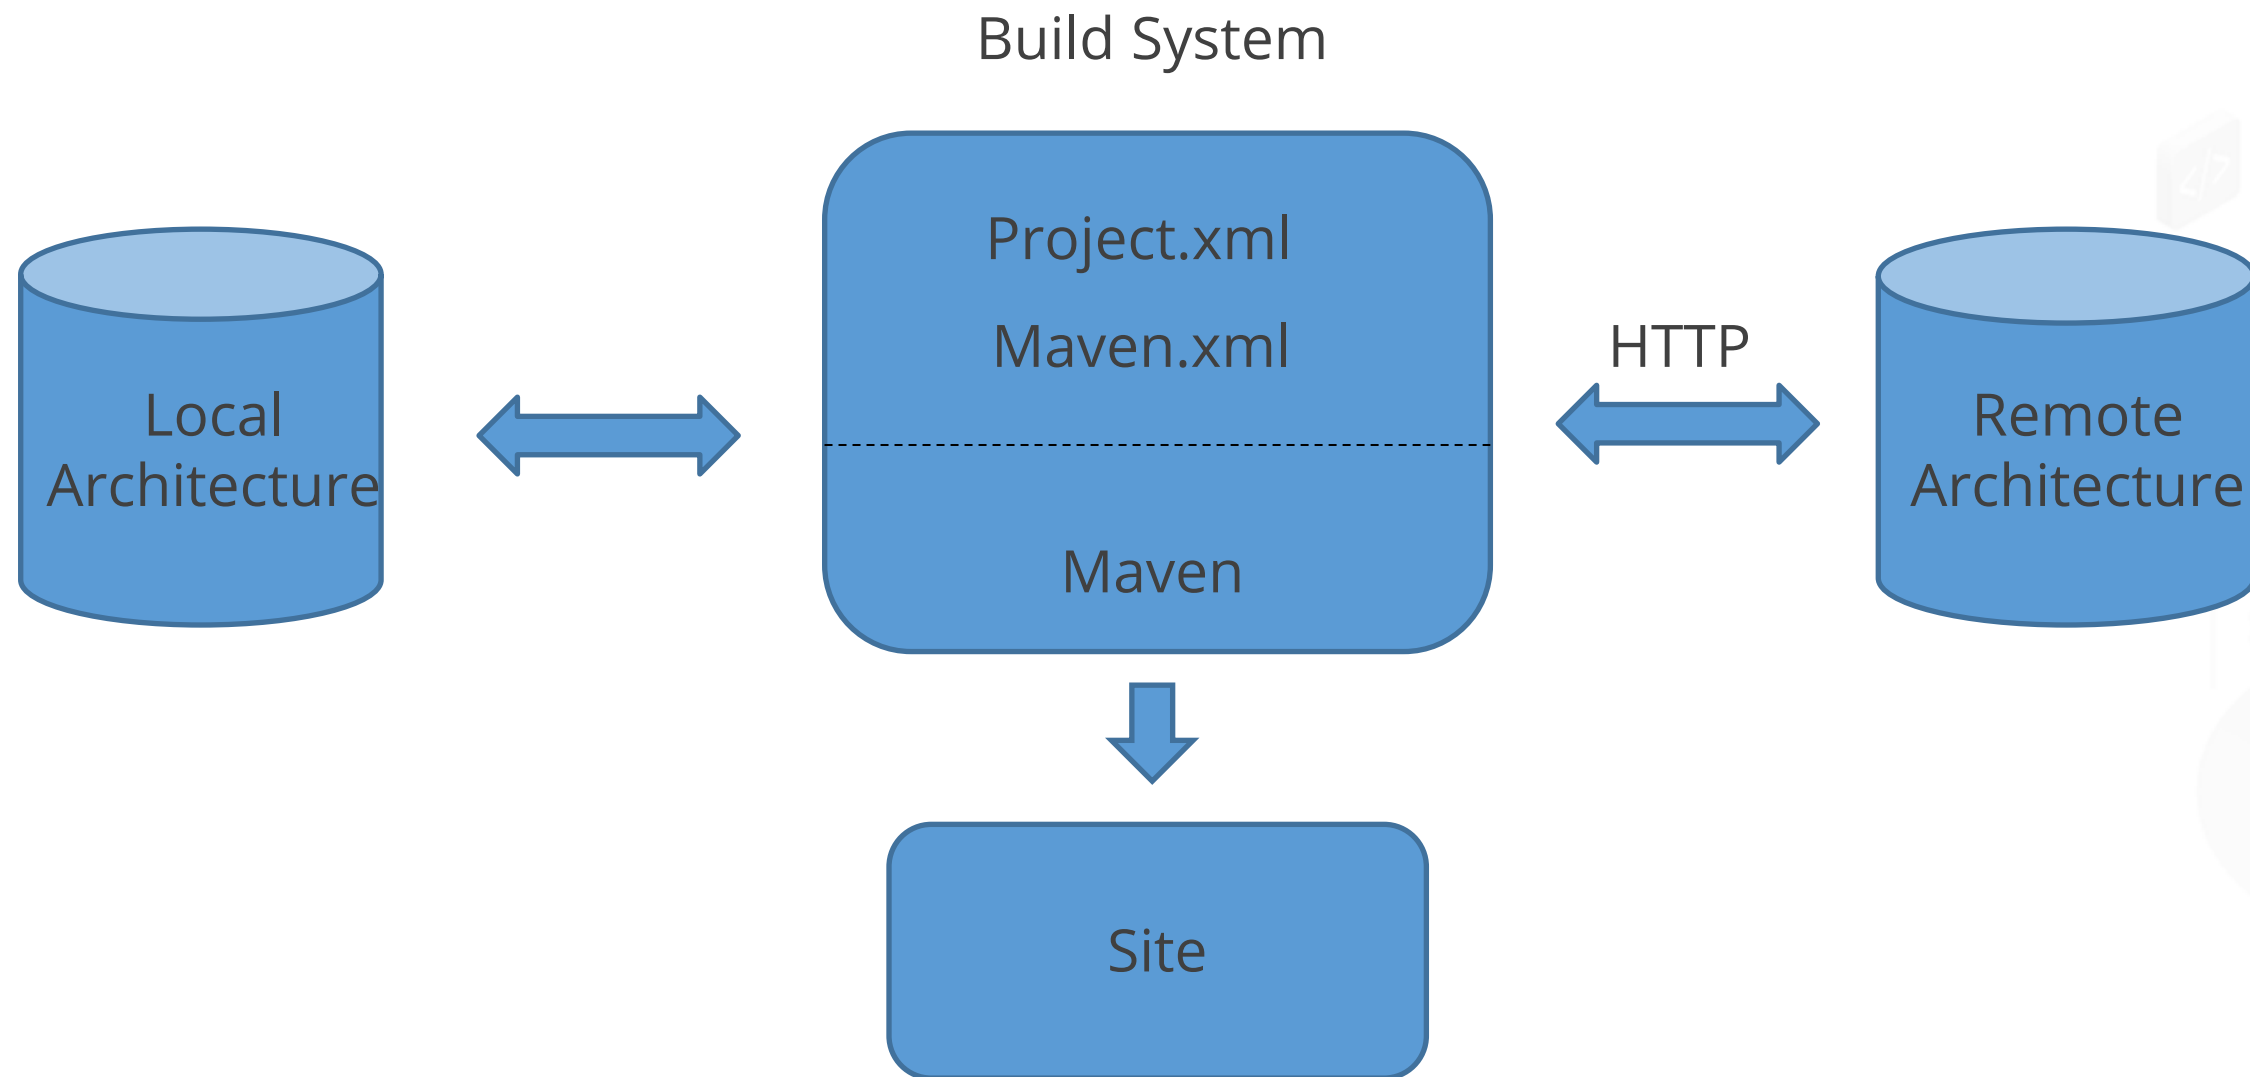 Build System
Project.xml
Maven.xml
Maven
Local
Architecture
HTTP
Remote
Architecture
Site